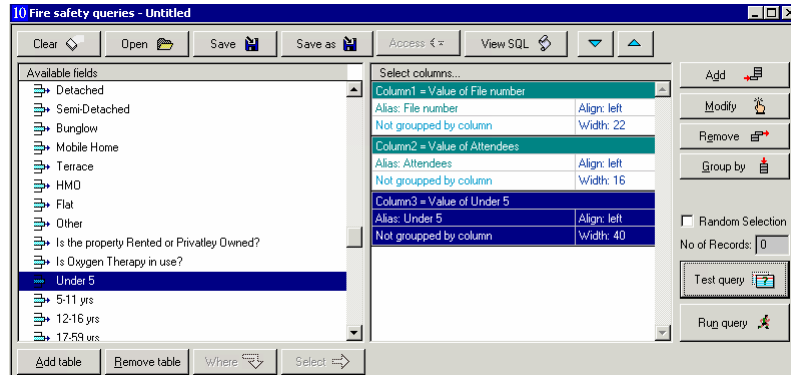 10 Fire safety queries - Untitled
Clear Open Save Save as Access View SQL
Available fields
Detached
Semi-Detached
Bunglow
Mobile Home
Terrace
HMO
Flat
Other
Is the property Rented or Privatley Owned?
Is Oxygen Therapy in use?
Under 5
5-11 yrs
12-16 yrs
17-59 yrs
Select columns...
Column1 = Value of File number
Alias: File number Align: left
Not groupped by column Width: 22
Column2 = Value of Attendees
Alias: Attendees Align: left
Not groupped by column Width: 16
Column3 = Value of Under 5
Alias: Under 5 Align: left
Not groupped by column Width: 40
Add
Modify
Remove
Group by
Random Selection
No of Records: 0
Test query
Run query
Add table Remove table Where Select